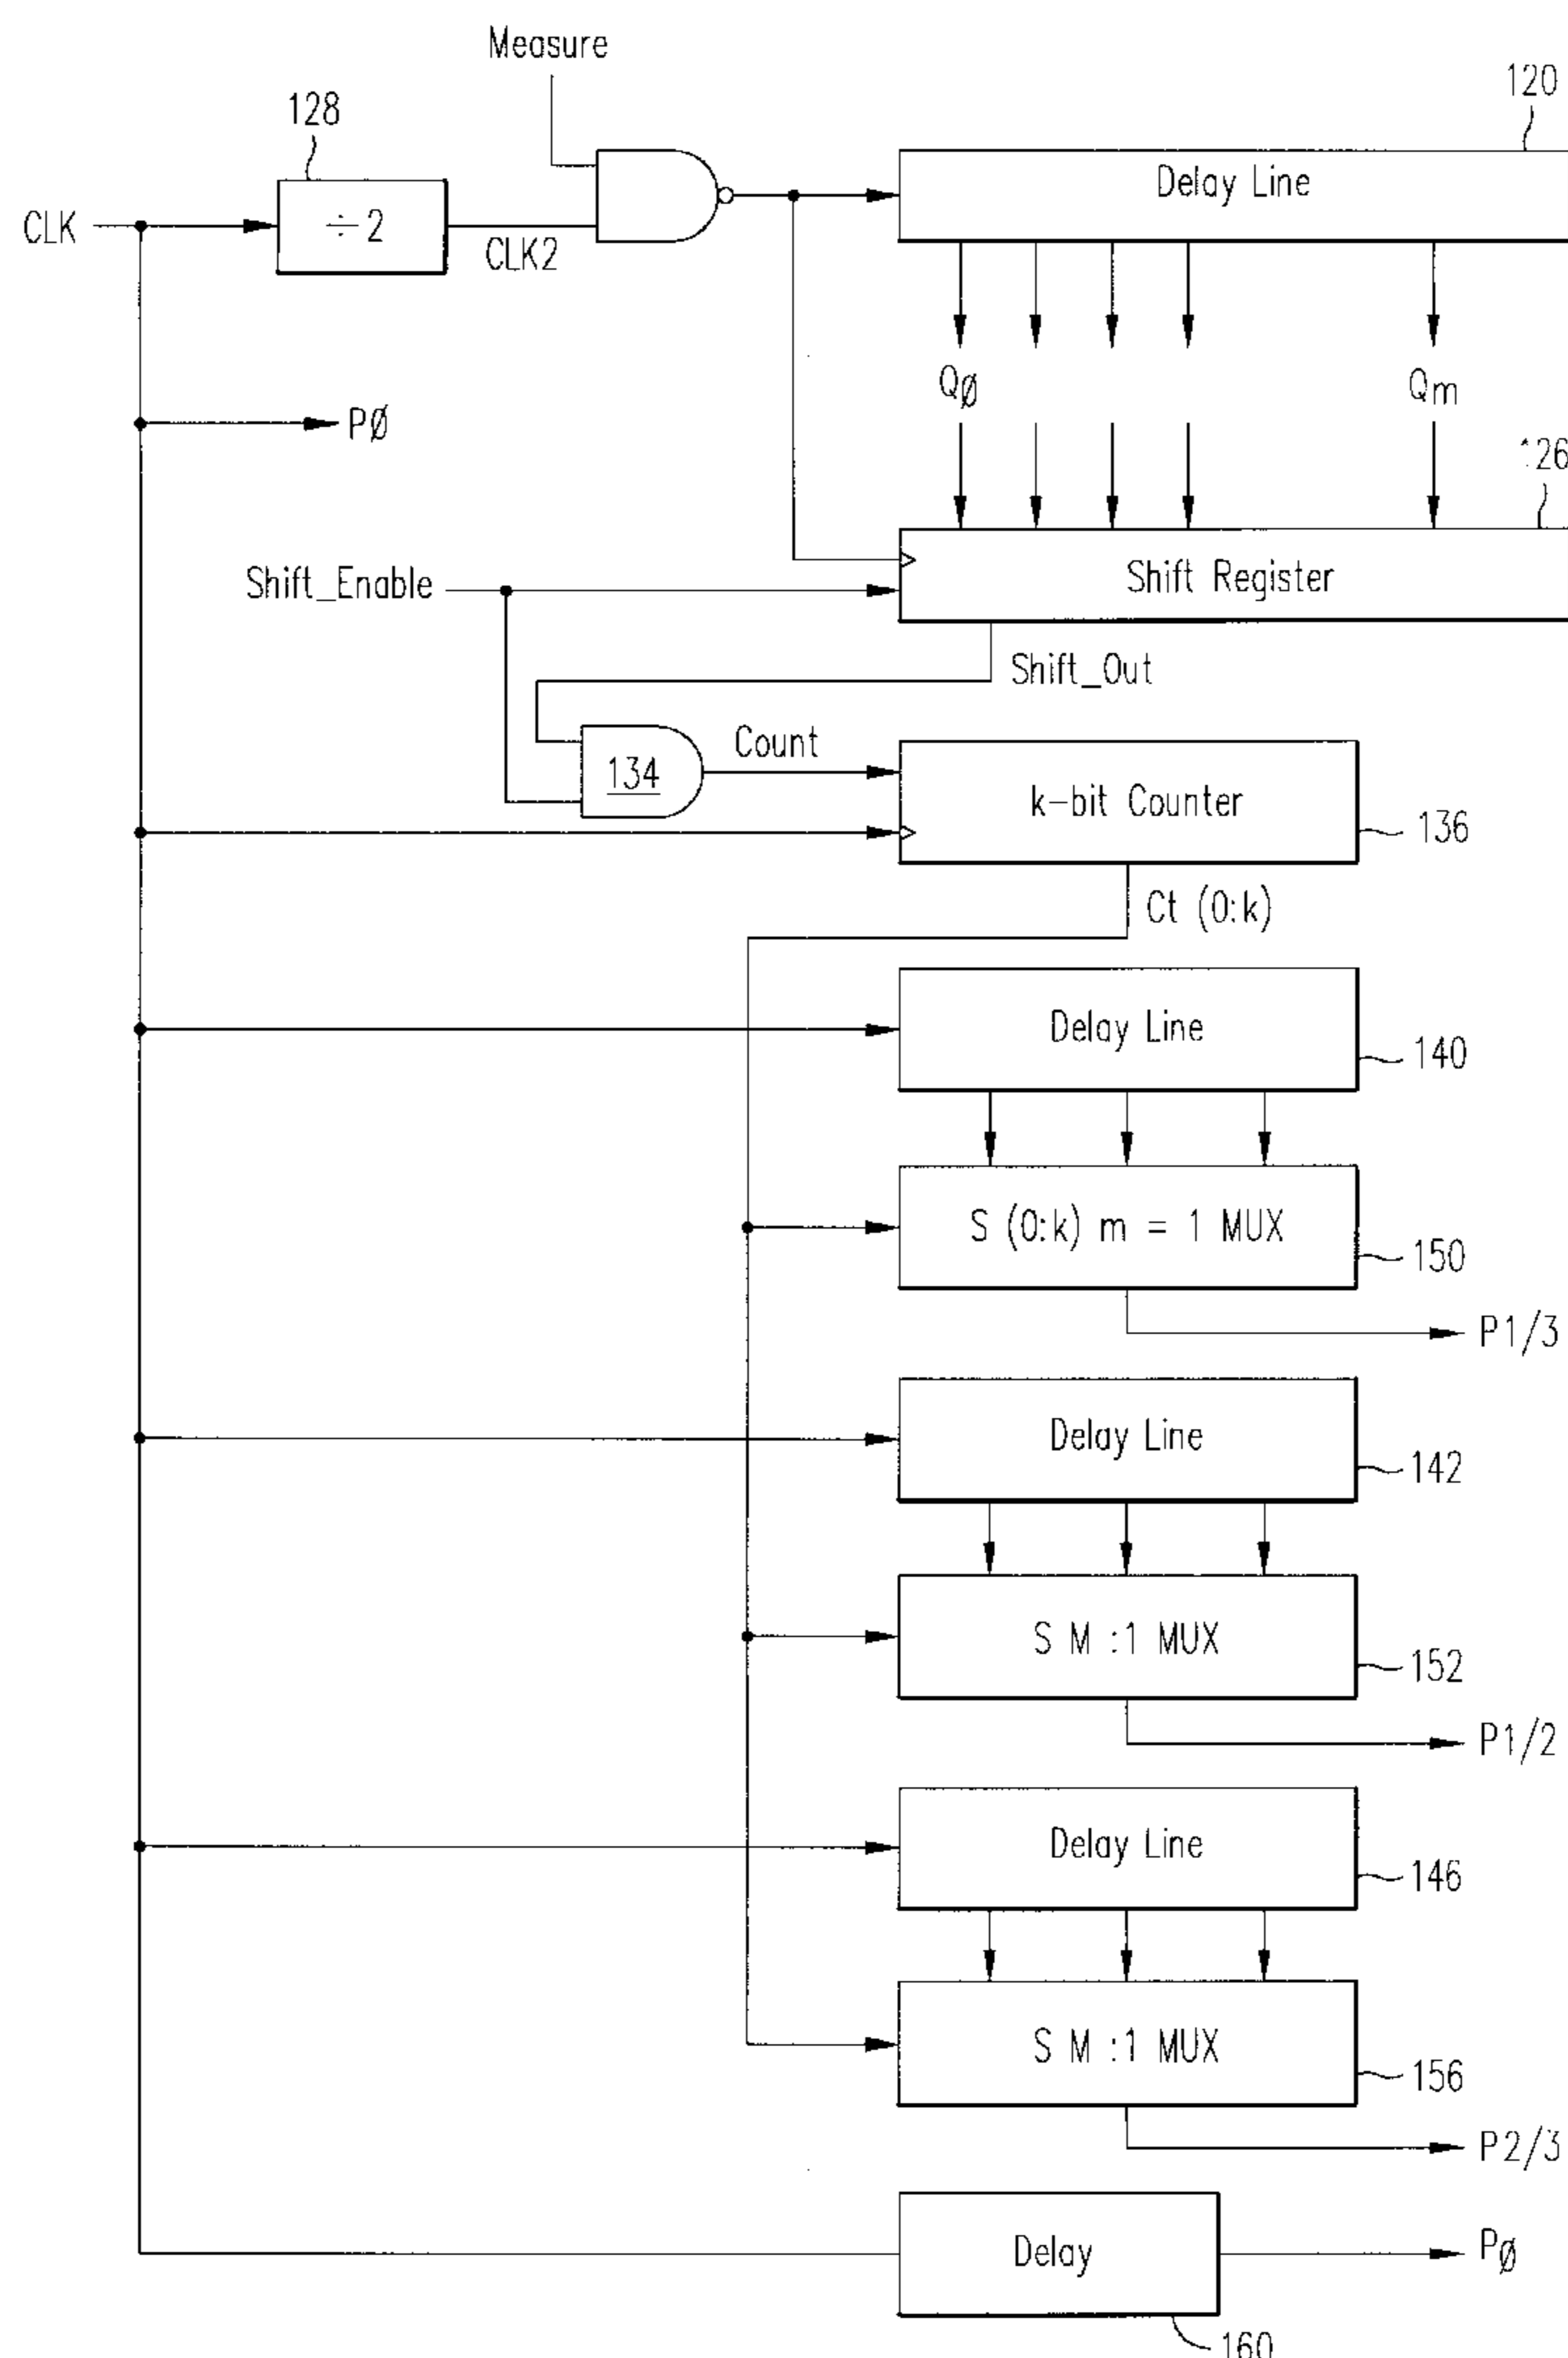 Measure
120
128
Delay Line
CLK
÷2
CLK2
QØ
Qm
PØ
126
Shift_Enable
Shift Register
Shift_Out
Count
134
k-bit Counter
136
Ct (0:k)
Delay Line
140
S (0:k) m = 1 MUX
150
P1/3
Delay Line
142
S M :1 MUX
152
P1/2
Delay Line
146
S M :1 MUX
156
P2/3
Delay
PØ
160